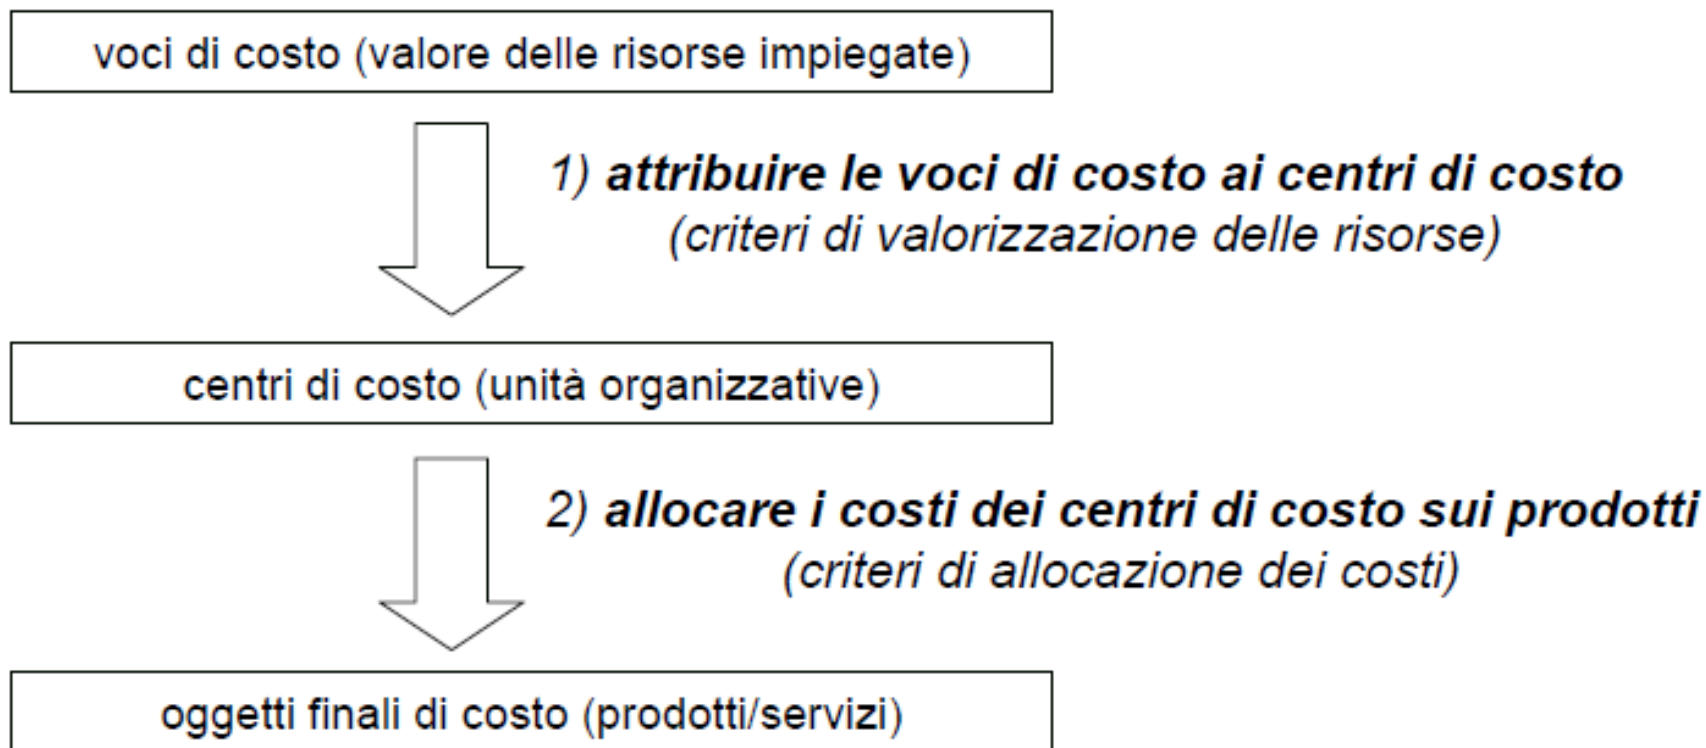 voci di costo (valore delle risorse impiegate)
1) attribuire le voci di costo ai centri di costo
(criteri di valorizzazione delle risorse)
centri di costo (unità organizzative)
2) allocare i costi dei centri di costo sui prodotti
(criteri di allocazione dei costi)
oggetti finali di costo (prodotti/servizi)